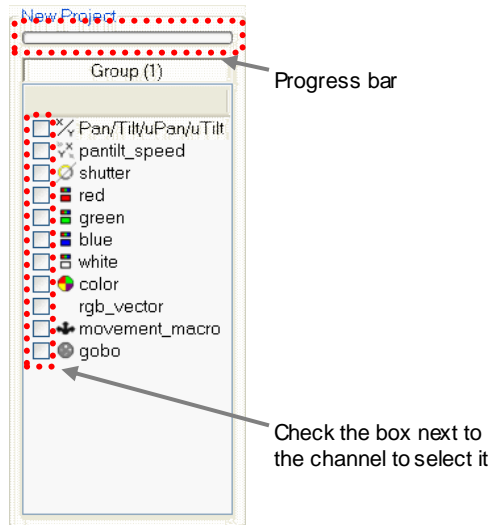 New Project
Progress bar
Group (1)
Pan/Tilt/uPan/uTilt
pantilt_speed
shutter
red
green
blue
white
color
rgb_vector
movement_macro
gobo
Check the box next to
the channel to select it